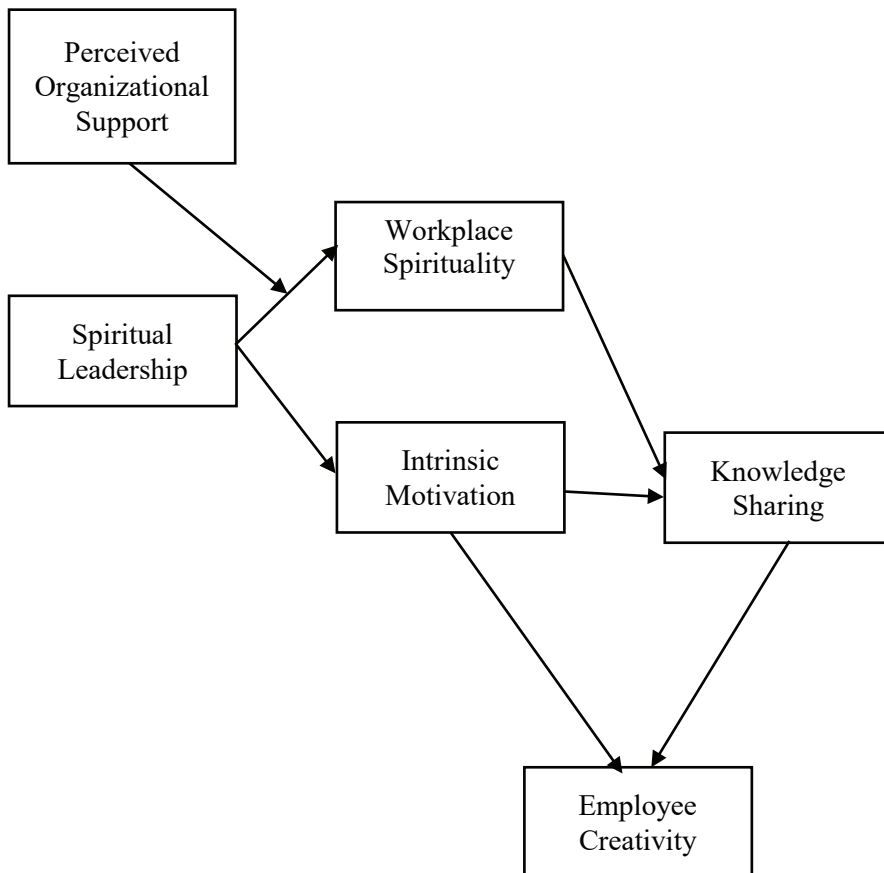 Perceived
Organizational
Support
Workplace
Spirituality
Spiritual
Leadership
Intrinsic
Motivation
Knowledge
Sharing
Employee
Creativity